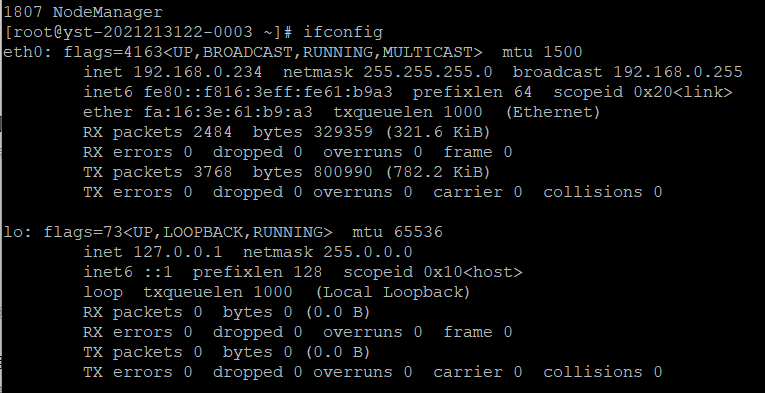 1807 NodeManager
[root@yst-2021213122-0003 ~]# ifconfig
eth0: flags=4163<UP,BROADCAST,RUNNING,MULTICAST>  mtu 1500
        inet 192.168.0.234  netmask 255.255.255.0  broadcast 192.168.0.255
        inet6 fe80::f816:3eff:fe61:b9a3  prefixlen 64  scopeid 0x20<link>
        ether fa:16:3e:61:b9:a3  txqueuelen 1000  (Ethernet)
        RX packets 2484  bytes 329359 (321.6 KiB)
        RX errors 0  dropped 0  overruns 0  frame 0
        TX packets 3768  bytes 800990 (782.2 KiB)
        TX errors 0  dropped 0 overruns 0  carrier 0  collisions 0

lo: flags=73<UP,LOOPBACK,RUNNING>  mtu 65536
        inet 127.0.0.1  netmask 255.0.0.0
        inet6 ::1  prefixlen 128  scopeid 0x10<host>
        loop  txqueuelen 1000  (Local Loopback)
        RX packets 0  bytes 0 (0.0 B)
        RX errors 0  dropped 0  overruns 0  frame 0
        TX packets 0  bytes 0 (0.0 B)
        TX errors 0  dropped 0 overruns 0  carrier 0  collisions 0